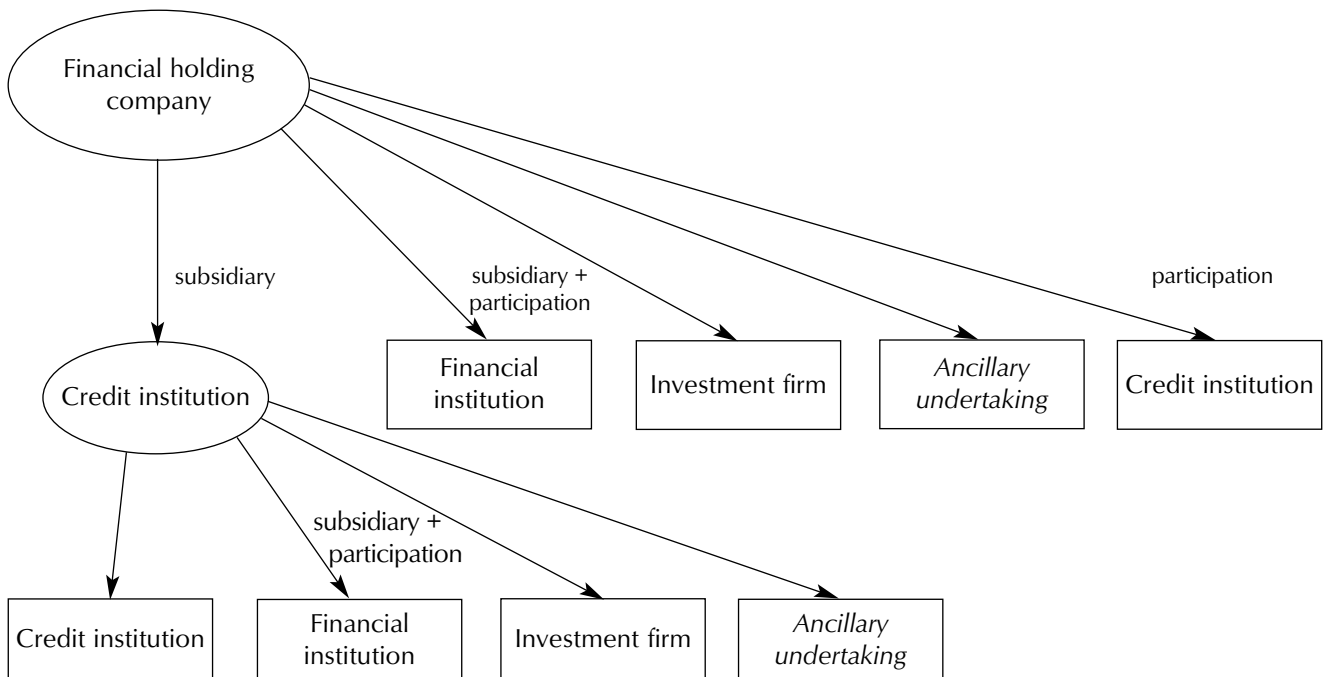 Financial holding
company
subsidiary
subsidiary +
participation
participation
Financial
institution
Investment firm
Ancillary
undertaking
Credit institution
Credit institution
subsidiary +
participation
Credit institution
Financial
institution
Investment firm
Ancillary
undertaking